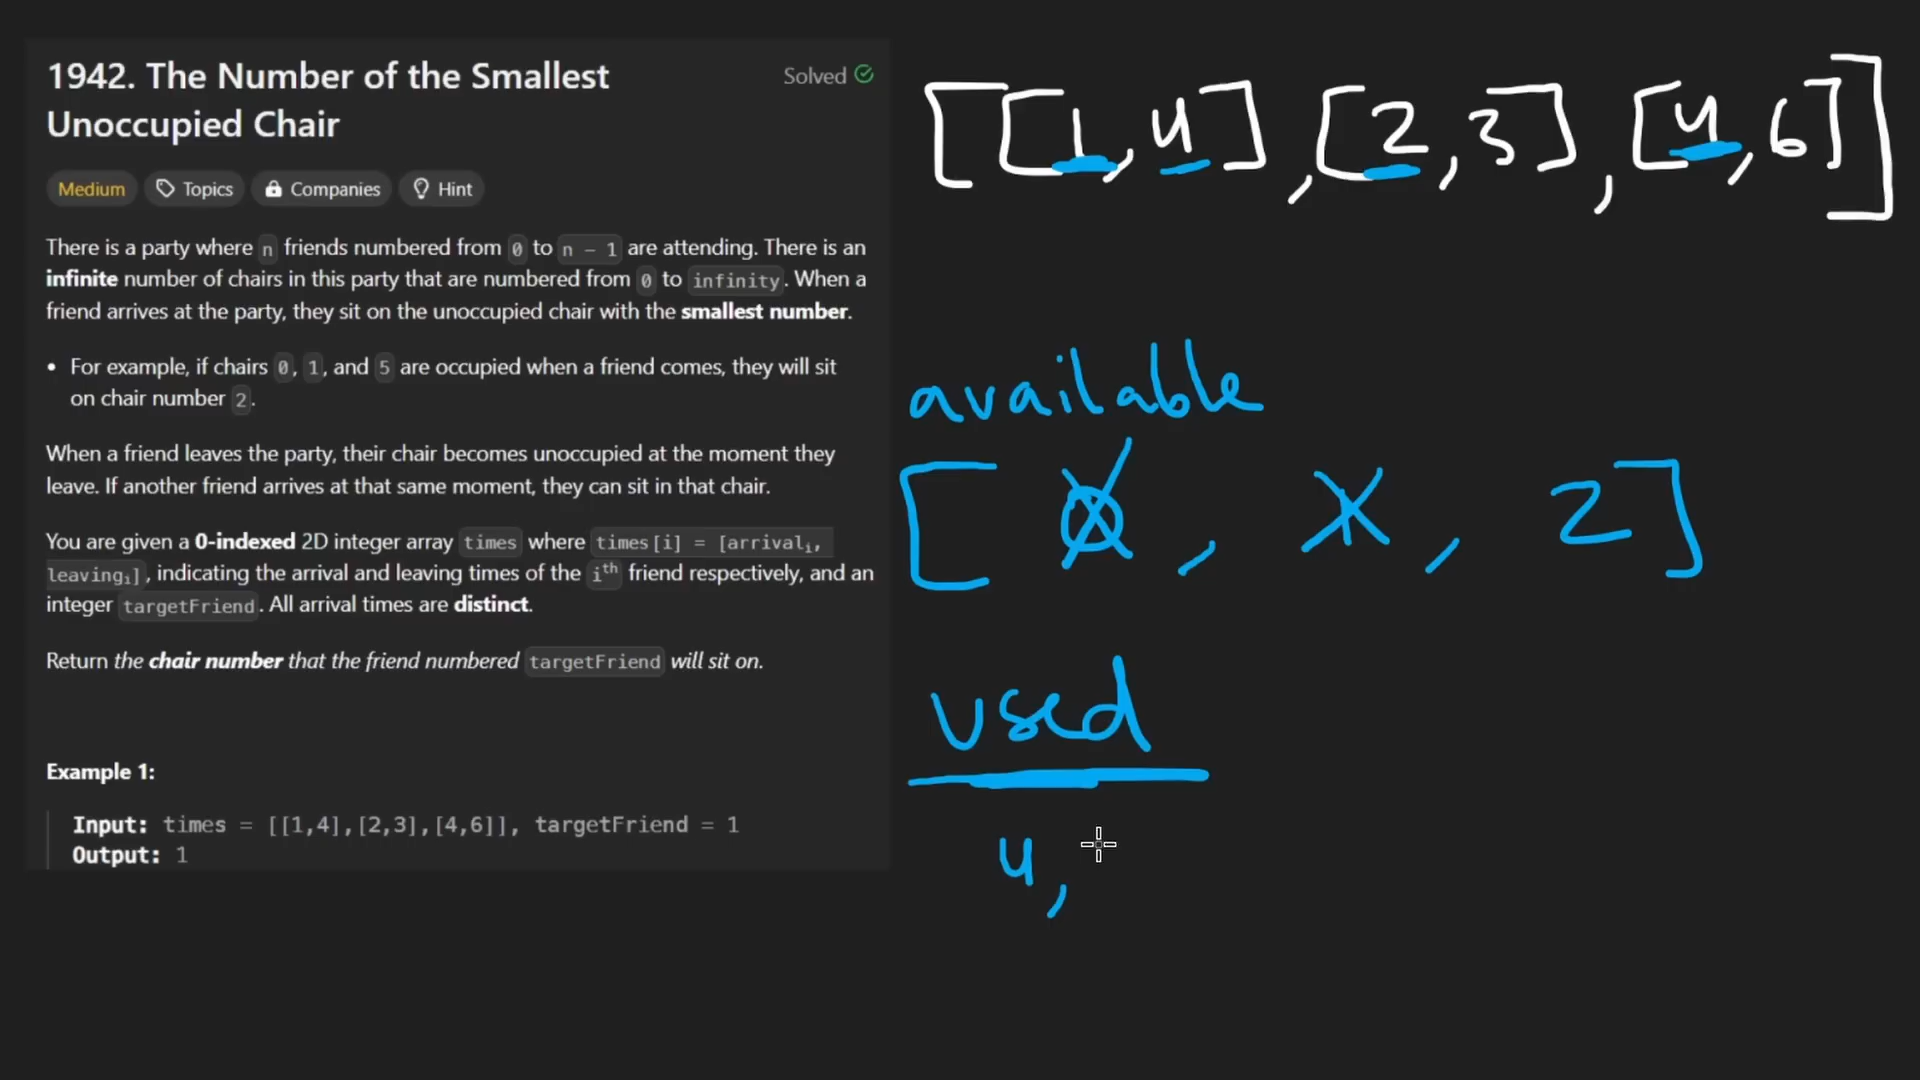 1942. The Number of the Smallest
Unoccupied Chair
Solved
Medium Topics Companies Hint
There is a party where n friends numbered from 0 to n - 1 are attending. There is an
infinite number of chairs in this party that are numbered from 0 to infinity. When a
friend arrives at the party, they sit on the unoccupied chair with the smallest number.
• For example, if chairs 0, 1, and 5 are occupied when a friend comes, they will sit
on chair number 2.
When a friend leaves the party, their chair becomes unoccupied at the moment they
leave. If another friend arrives at that same moment, they can sit in that chair.
You are given a 0-indexed 2D integer array times where times[i] = [arrivalᵢ,
leavingᵢ], indicating the arrival and leaving times of the iᵗʰ friend respectively, and an
integer targetFriend. All arrival times are distinct.
Return the chair number that the friend numbered targetFriend will sit on.
Example 1:
Input: times = [[1,4],[2,3],[4,6]], targetFriend = 1
Output: 1
[[1,4],[2,3],[4,6]]
available
[0, 1, 2]
used
4,